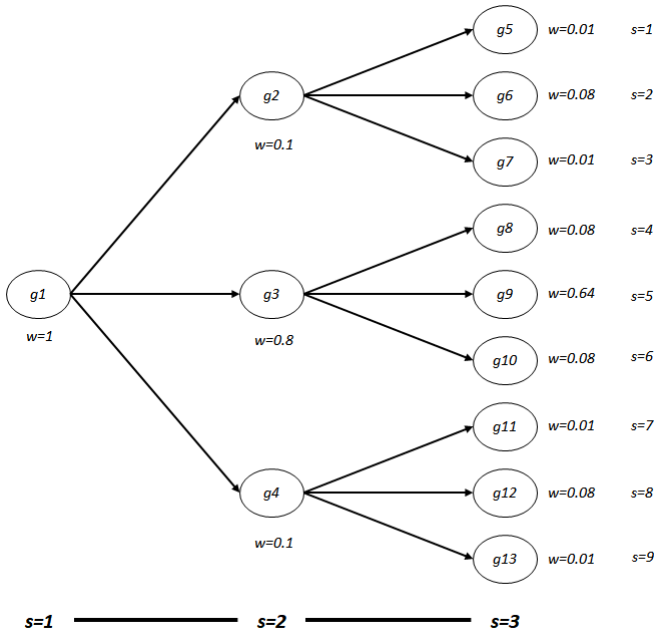 g5 w=0.01 s=1
g2
g6 w=0.08 s=2
w=0.1
g7 w=0.01 s=3
g8 w=0.08 s=4
g1
g3
g9 w=0.64 s=5
w=1
w=0.8
g10 w=0.08 s=6
g11 w=0.01 s=7
g4
g12 w=0.08 s=8
w=0.1
g13 w=0.01 s=9
s=1 s=2 s=3